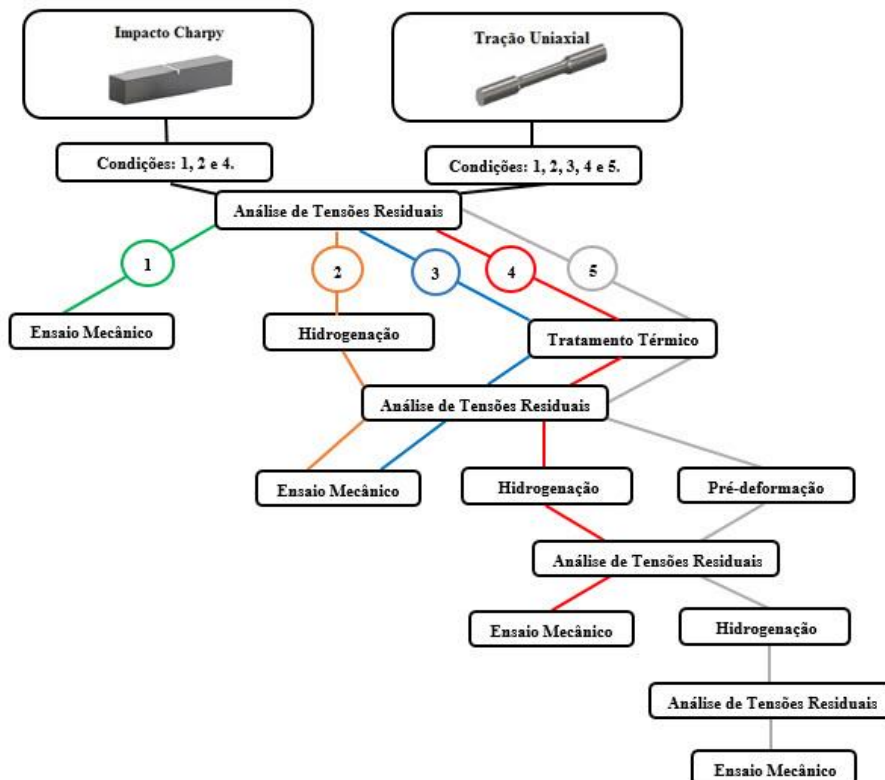 Impacto Charpy
Tração Uniaxial
Condições: 1, 2 e 4.
Condições: 1, 2, 3, 4 e 5.
Análise de Tensões Residuais
1
2
3
4
5
Ensaio Mecânico
Hidrogenação
Tratamento Térmico
Análise de Tensões Residuais
Ensaio Mecânico
Hidrogenação
Pré-deformação
Análise de Tensões Residuais
Ensaio Mecânico
Hidrogenação
Análise de Tensões Residuais
Ensaio Mecânico